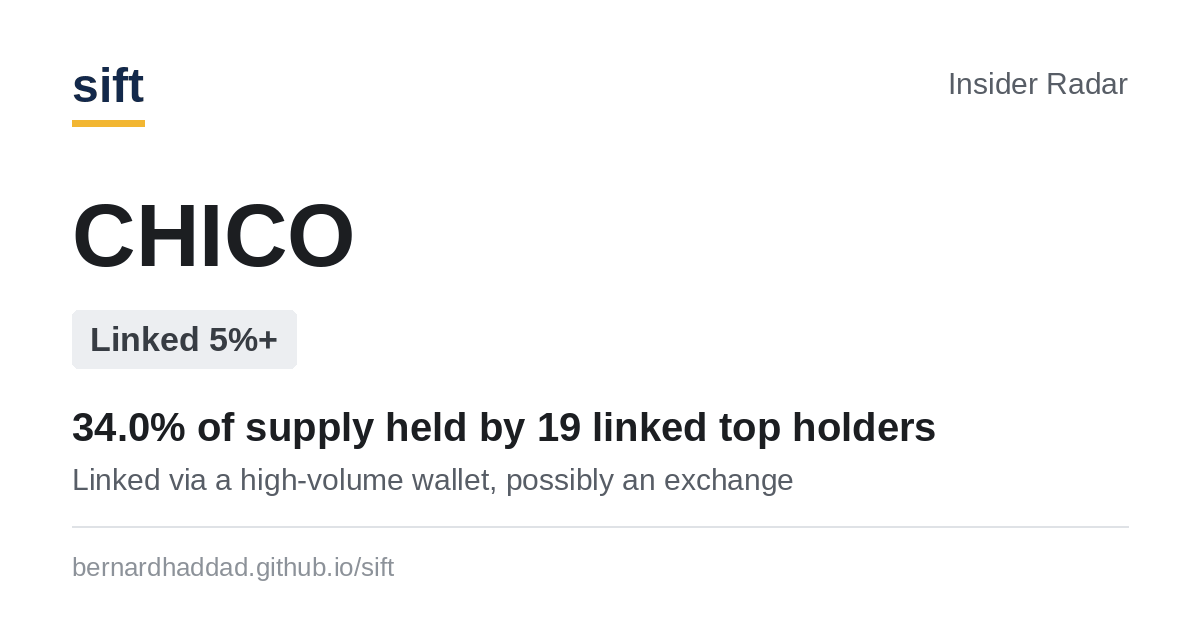 sift
Insider Radar
CHICO
Linked 5%+
34.0% of supply held by 19 linked top holders
Linked via a high-volume wallet, possibly an exchange
bernardhaddad.github.io/sift